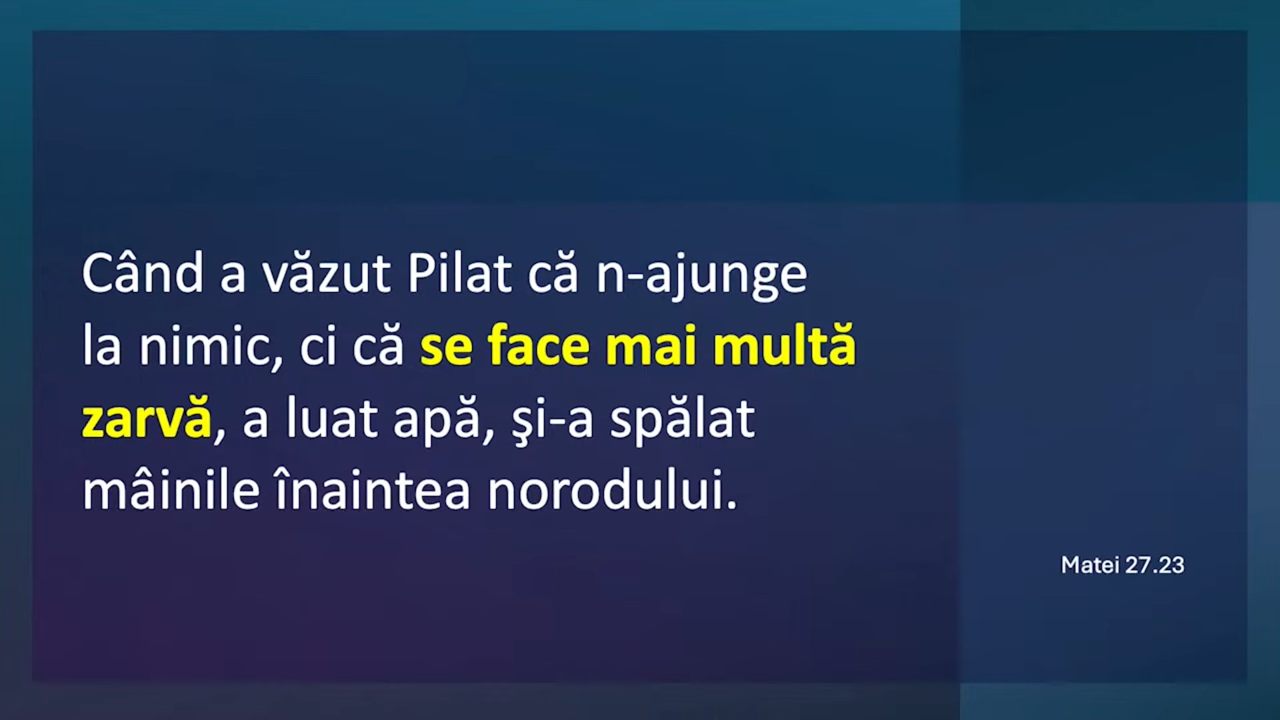 Când a văzut Pilat că n-ajunge
la nimic, ci că se face mai multă
zarvă, a luat apă, şi-a spălat
mâinile înaintea norodului.
Matei 27.23